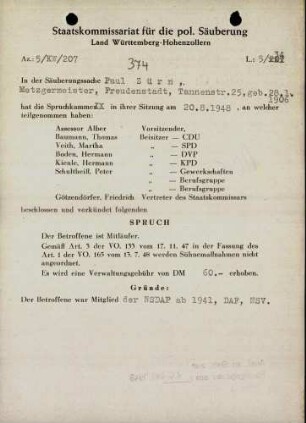 Staatskommissariat für die pol. Säuberung
Land Württemberg-Hohenzollern
Az.: 5/KW/207
374
L.: 5/
In der Säuberungssache Paul Zürn,
Metzgermeister, Freudenstadt, Tannenstr.25, geb. 28.1.
1906
hat die Spruchkammer XX in ihrer Sitzung am 20.8.1948 . an welcher
teilgenommen haben:
Assessor Alber Vorsitzender,
Baumann, Thomas Beisitzer — CDU
Veith, Martha „ — SPD
Boden, Hermann „ — DVP
Kienle, Hermann „ — KPD
Schultheiß, Peter „ — Gewerkschaften
„ — Berufsgruppe
„ — Berufsgruppe
Götzendörfer, Friedrich Vertreter des Staatskommissars
beschlossen und verkündet folgenden
SPRUCH
Der Betroffene ist Mitläufer.
Gemäß Art. 3 der VO. 133 vom 17. 11. 47 in der Fassung des
Art. 1 der VO. 165 vom 13. 7. 48 werden Sühnemaßnahmen nicht
angeordnet.
Es wird eine Verwaltungsgebühr von DM 60.- erhoben.
Gründe:
Der Betroffene war Mitglied der NSDAP ab 1941, DAF, NSV.